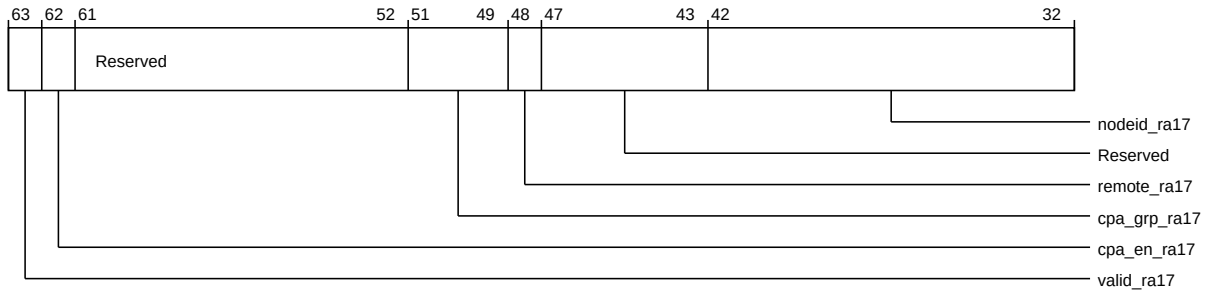 63 62 61 52 51 49 48 47 43 42 32
Reserved
nodeid_ra17
Reserved
remote_ra17
cpa_grp_ra17
cpa_en_ra17
valid_ra17